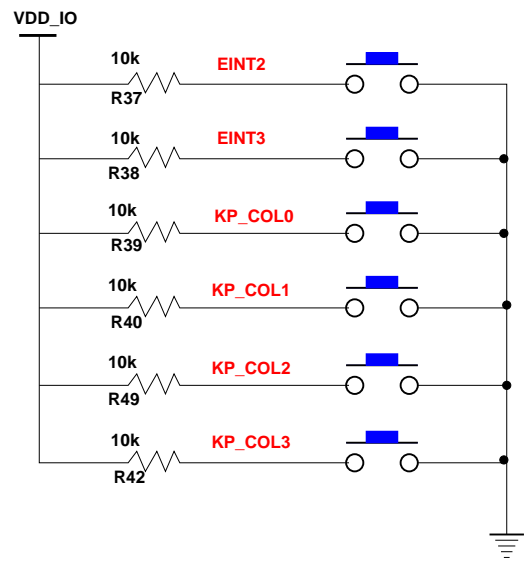 VDD_IO
10k
EINT2
R37
10k
EINT3
R38
10k
KP_COL0
R39
10k
KP_COL1
R40
10k
KP_COL2
R49
10k
KP_COL3
R42